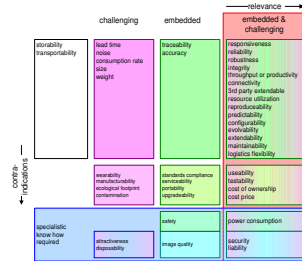 relevance
challenging
embedded
embedded &
challenging
storability
transportability
lead time
noise
consumption rate
size
weight
traceability
accuracy
responsiveness
reliability
robustness
integrity
throughput or productivity
connectivity
3rd party extendable
resource utilization
reproduceability
predictability
configurability
evolvability
extendability
maintainability
logistics flexibility
contra-
indications
wearability
manufacturability
ecological footprint
contamination
standards compliance
serviceability
portability
upgradeability
useability
testability
cost of ownership
cost price
specialistic
know how
required
safety
power consumption
attractiveness
disposability
image quality
security
liability